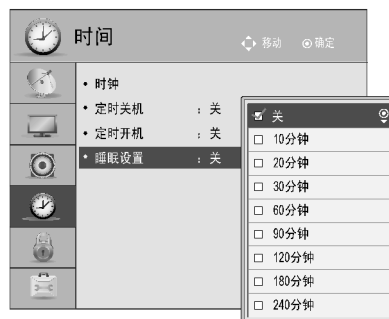 时间
移动 ⊙确定
• 时钟
• 定时关机 : 关
• 定时开机 : 关
• 睡眠设置 : 关
关
10分钟
20分钟
30分钟
60分钟
90分钟
120分钟
180分钟
240分钟